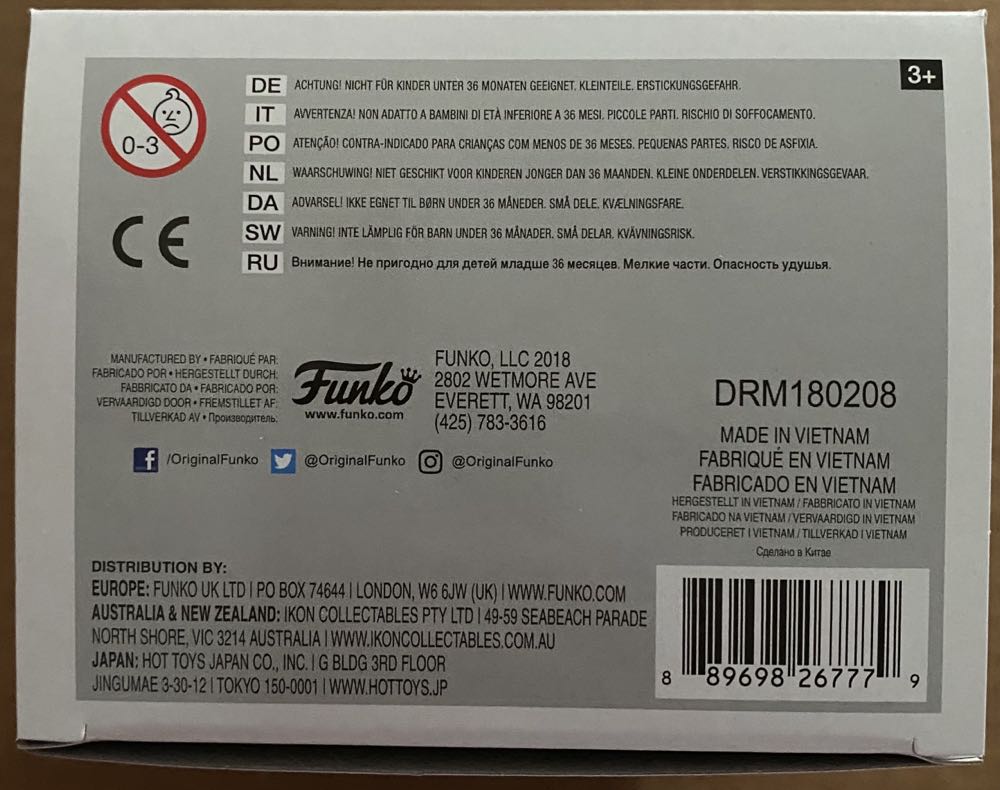 3+
0-3
DE ACHTUNG! NICHT FÜR KINDER UNTER 36 MONATEN GEEIGNET. KLEINTEILE. ERSTICKUNGSGEFAHR.
IT AVVERTENZA! NON ADATTO A BAMBINI DI ETÀ INFERIORE A 36 MESI. PICCOLE PARTI. RISCHIO DI SOFFOCAMENTO.
PO ATENÇÃO! CONTRA-INDICADO PARA CRIANÇAS COM MENOS DE 36 MESES. PEQUENAS PARTES. RISCO DE ASFIXIA.
NL WAARSCHUWING! NIET GESCHIKT VOOR KINDEREN JONGER DAN 36 MAANDEN. KLEINE ONDERDELEN. VERSTIKKINGSGEVAAR.
DA ADVARSEL! IKKE EGNET TIL BØRN UNDER 36 MÅNEDER. SMÅ DELE. KVÆLNINGSFARE.
SW VARNING! INTE LÄMPLIG FÖR BARN UNDER 36 MÅNADER. SMÅ DELAR. KVÄVNINGSRISK.
RU Внимание! Не пригодно для детей младше 36 месяцев. Мелкие части. Опасность удушья.
CE
MANUFACTURED BY • FABRIQUÉ PAR:
FABRICADO POR • HERGESTELLT DURCH:
FABBRICATO DA • FABRICADO POR:
VERVAARDIGD DOOR • FREMSTILLET AF:
TILLVERKAD AV • Производитель:
Funko
www.funko.com
FUNKO, LLC 2018
2802 WETMORE AVE
EVERETT, WA 98201
(425) 783-3616
/OriginalFunko @OriginalFunko @OriginalFunko
DRM180208
MADE IN VIETNAM
FABRIQUÉ EN VIETNAM
FABRICADO EN VIETNAM
HERGESTELLT IN VIETNAM / FABBRICATO IN VIETNAM
FABRICADO NA VIETNAM / VERVAARDIGD IN VIETNAM
PRODUCERET I VIETNAM / TILLVERKAD I VIETNAM
Сделано в Китае
DISTRIBUTION BY:
EUROPE: FUNKO UK LTD | PO BOX 74644 | LONDON, W6 6JW (UK) | WWW.FUNKO.COM
AUSTRALIA & NEW ZEALAND: IKON COLLECTABLES PTY LTD | 49-59 SEABEACH PARADE
NORTH SHORE, VIC 3214 AUSTRALIA | WWW.IKONCOLLECTABLES.COM.AU
JAPAN: HOT TOYS JAPAN CO., INC. | G BLDG 3RD FLOOR
JINGUMAE 3-30-12 | TOKYO 150-0001 | WWW.HOTTOYS.JP
8 89698 26777 9